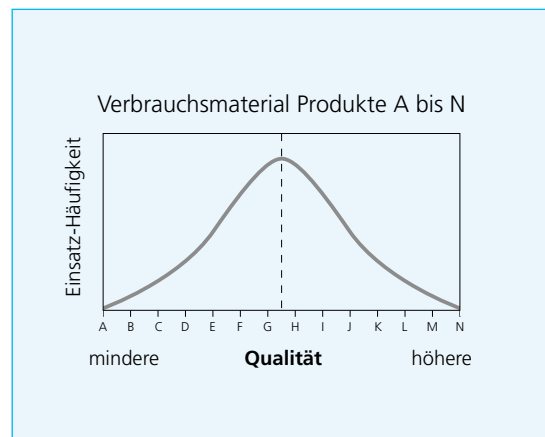 Verbrauchsmaterial Produkte A bis N
Einsatz-Häufigkeit
A B C D E F G H I J K L M N
mindere Qualität höhere